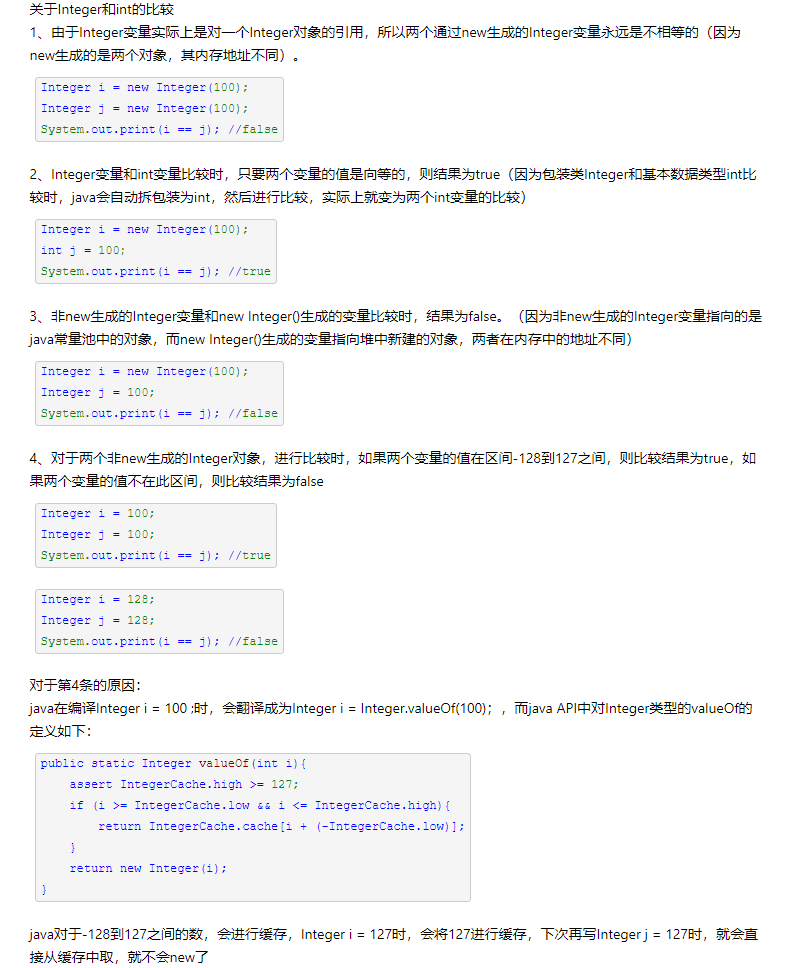 关于Integer和int的比较
1、由于Integer变量实际上是对一个Integer对象的引用，所以两个通过new生成的Integer变量永远是不相等的（因为
new生成的是两个对象，其内存地址不同）。
Integer i = new Integer(100);
Integer j = new Integer(100);
System.out.print(i == j); //false
2、Integer变量和int变量比较时，只要两个变量的值是向等的，则结果为true（因为包装类Integer和基本数据类型int比
较时，java会自动拆包装为int，然后进行比较，实际上就变为两个int变量的比较）
Integer i = new Integer(100);
int j = 100;
System.out.print(i == j); //true
3、非new生成的Integer变量和new Integer()生成的变量比较时，结果为false。（因为非new生成的Integer变量指向的是
java常量池中的对象，而new Integer()生成的变量指向堆中新建的对象，两者在内存中的地址不同）
Integer i = new Integer(100);
Integer j = 100;
System.out.print(i == j); //false
4、对于两个非new生成的Integer对象，进行比较时，如果两个变量的值在区间-128到127之间，则比较结果为true，如
果两个变量的值不在此区间，则比较结果为false
Integer i = 100;
Integer j = 100;
System.out.print(i == j); //true
Integer i = 128;
Integer j = 128;
System.out.print(i == j); //false
对于第4条的原因：
java在编译Integer i = 100 ;时，会翻译成为Integer i = Integer.valueOf(100)；，而java API中对Integer类型的valueOf的
定义如下：
public static Integer valueOf(int i){
    assert IntegerCache.high >= 127;
    if (i >= IntegerCache.low && i <= IntegerCache.high){
        return IntegerCache.cache[i + (-IntegerCache.low)];
    }
    return new Integer(i);
}
java对于-128到127之间的数，会进行缓存，Integer i = 127时，会将127进行缓存，下次再写Integer j = 127时，就会直
接从缓存中取，就不会new了